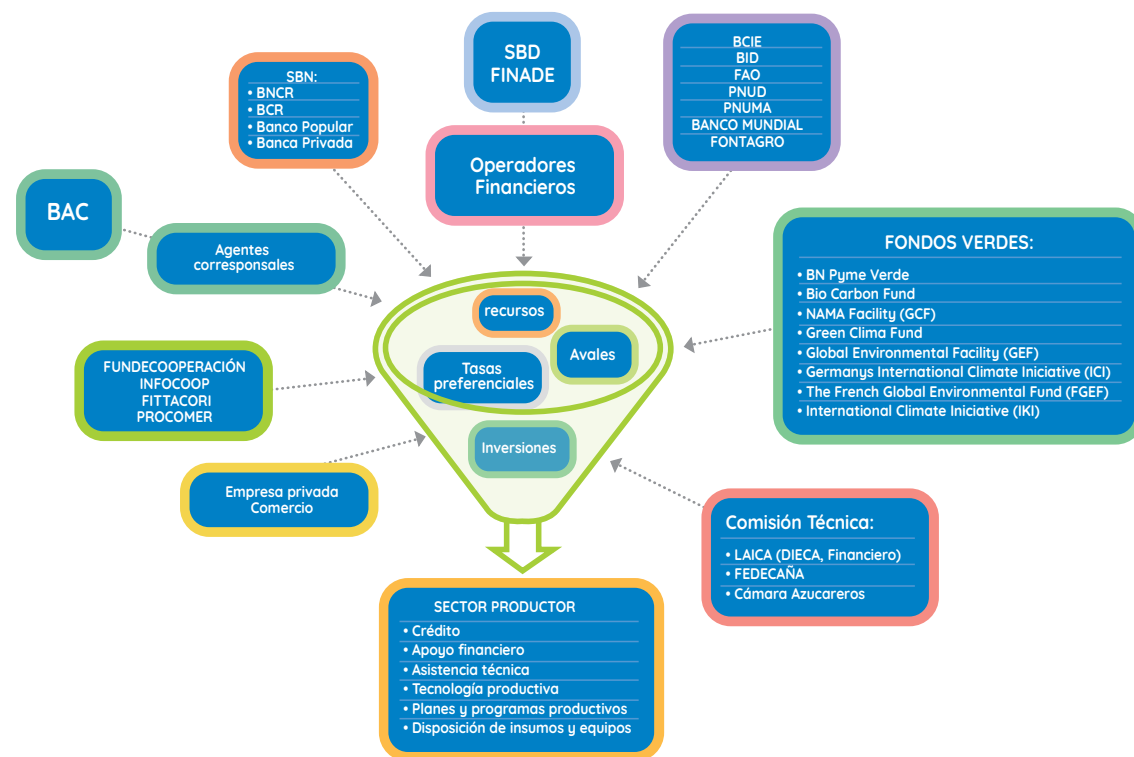 SBD
FINADE
SBN:
• BNCR
• BCR
• Banco Popular
• Banca Privada
BCIE
BID
FAO
PNUD
PNUMA
BANCO MUNDIAL
FONTAGRO
Operadores
Financieros
BAC
Agentes
corresponsales
FONDOS VERDES:
• BN Pyme Verde
• Bio Carbon Fund
• NAMA Facility (GCF)
• Green Clima Fund
• Global Environmental Facility (GEF)
• Germanys International Climate Iniciative (ICI)
• The French Global Environmental Fund (FGEF)
• International Climate Iniciative (IKI)
recursos
Avales
Tasas
preferenciales
Inversiones
FUNDECOOPERACIÓN
INFOCOOP
FITTACORI
PROCOMER
Empresa privada
Comercio
Comisión Técnica:
• LAICA (DIECA, Financiero)
• FEDECAÑA
• Cámara Azucareros
SECTOR PRODUCTOR
• Crédito
• Apoyo financiero
• Asistencia técnica
• Tecnología productiva
• Planes y programas productivos
• Disposición de insumos y equipos